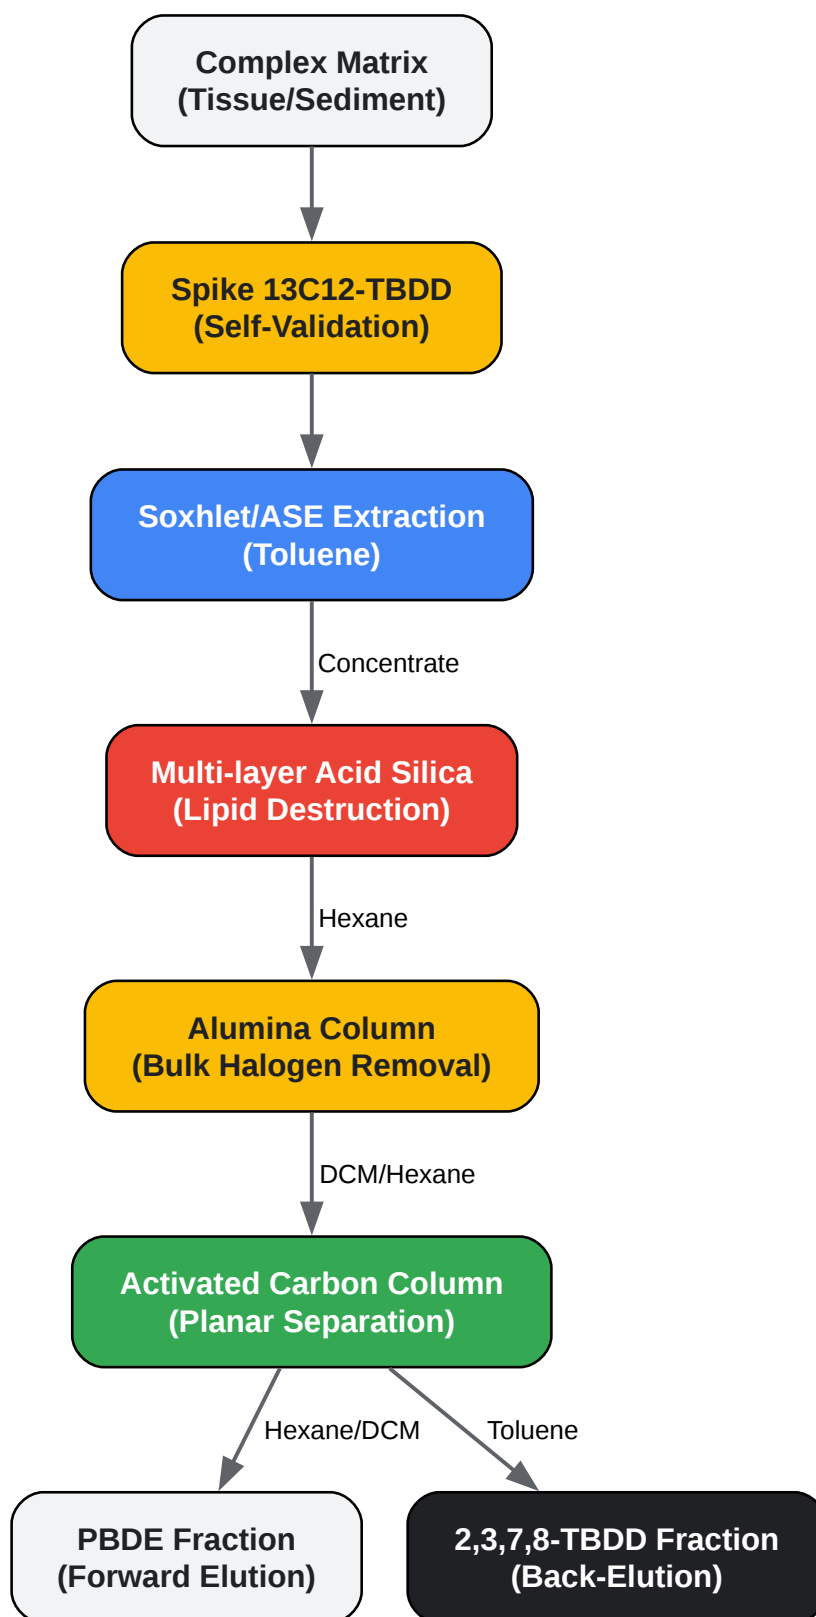 Complex Matrix
(Tissue/Sediment)
Spike 13C12-TBDD
(Self-Validation)
Soxhlet/ASE Extraction
(Toluene)
Concentrate
Multi-layer Acid Silica
(Lipid Destruction)
Hexane
Alumina Column
(Bulk Halogen Removal)
DCM/Hexane
Activated Carbon Column
(Planar Separation)
Hexane/DCM
Toluene
PBDE Fraction
(Forward Elution)
2,3,7,8-TBDD Fraction
(Back-Elution)